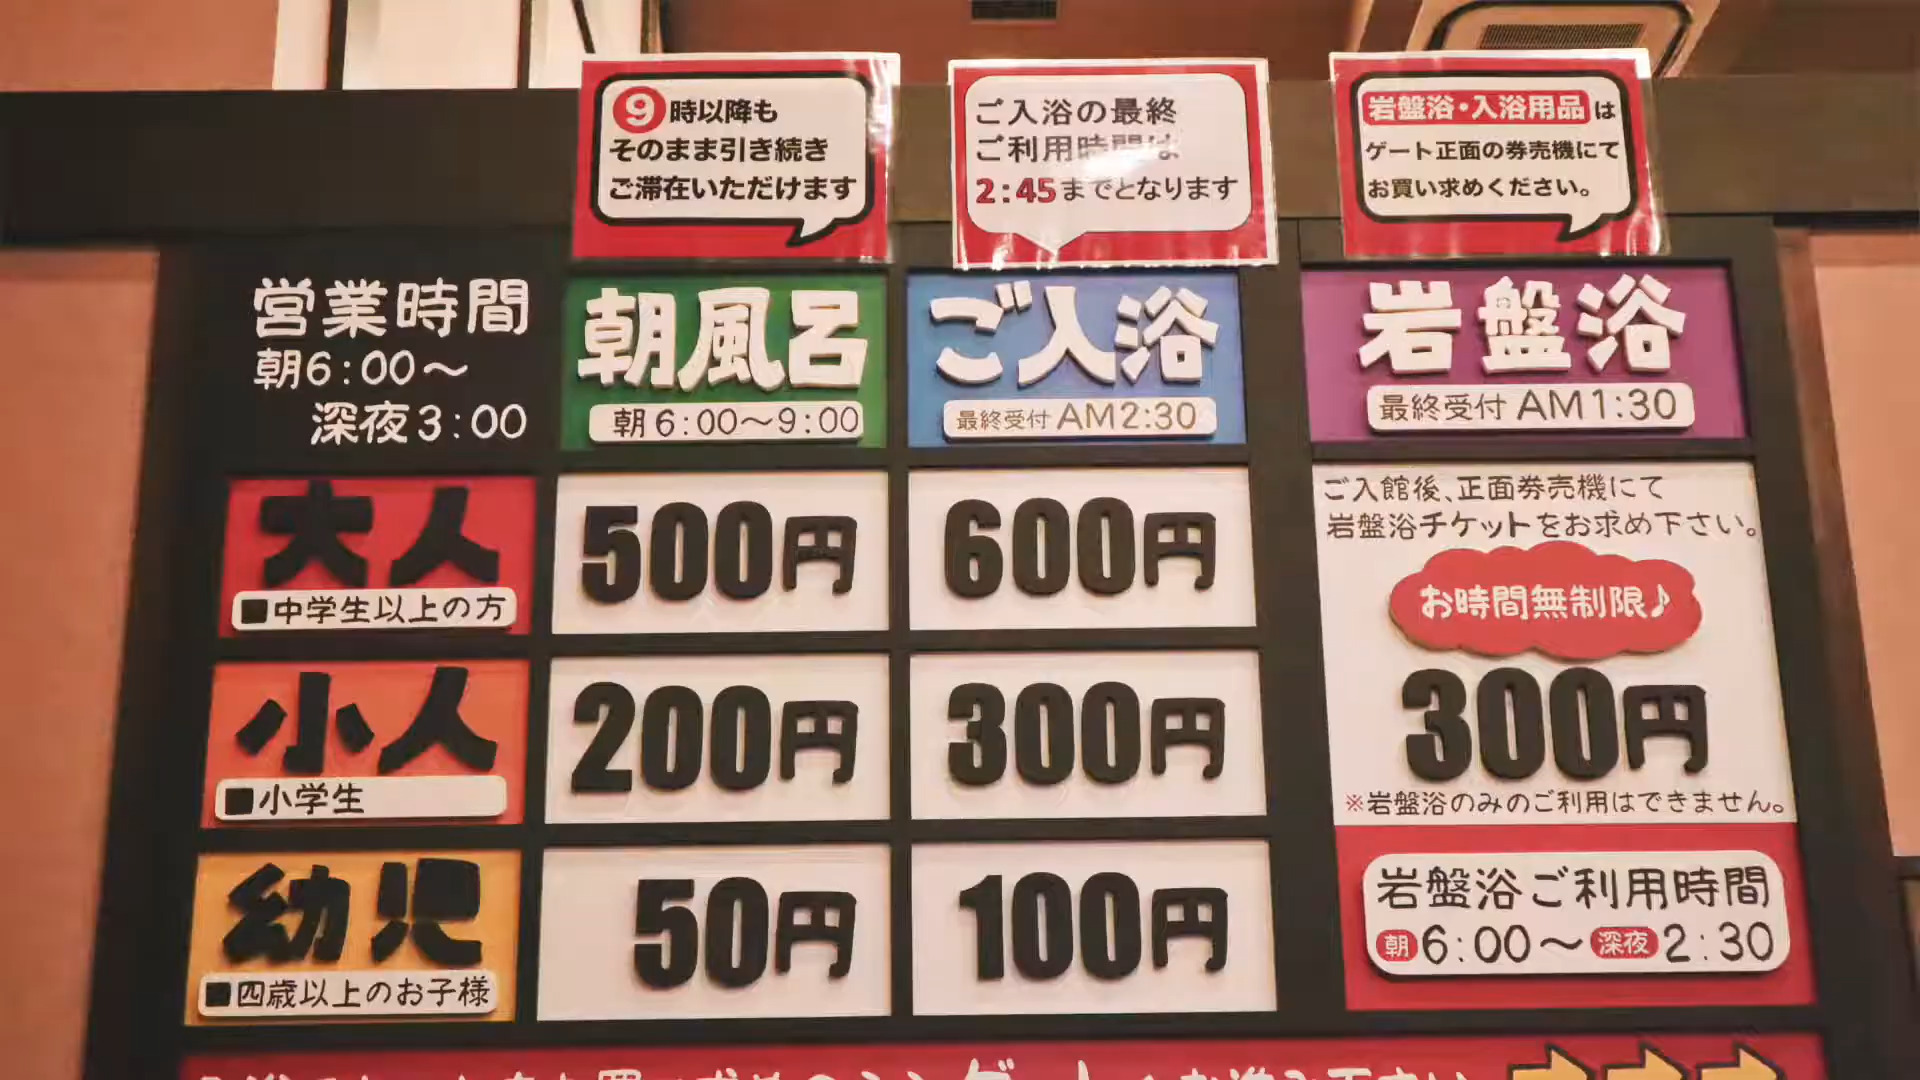 9時以降も
そのまま引き続き
ご滞在いただけます
ご入浴の最終
ご利用時間は
2:45までとなります
岩盤浴・入浴用品は
ゲート正面の券売機にて
お買い求めください。
営業時間
朝6:00〜
深夜3:00
朝風呂
朝6:00〜9:00
ご入浴
最終受付 AM2:30
岩盤浴
最終受付 AM1:30
大人
■中学生以上の方
500円
600円
小人
■小学生
200円
300円
幼児
■四歳以上のお子様
50円
100円
ご入館後、正面券売機にて
岩盤浴チケットをお求め下さい。
お時間無制限♪
300円
※岩盤浴のみのご利用はできません。
岩盤浴ご利用時間
朝6:00〜深夜2:30